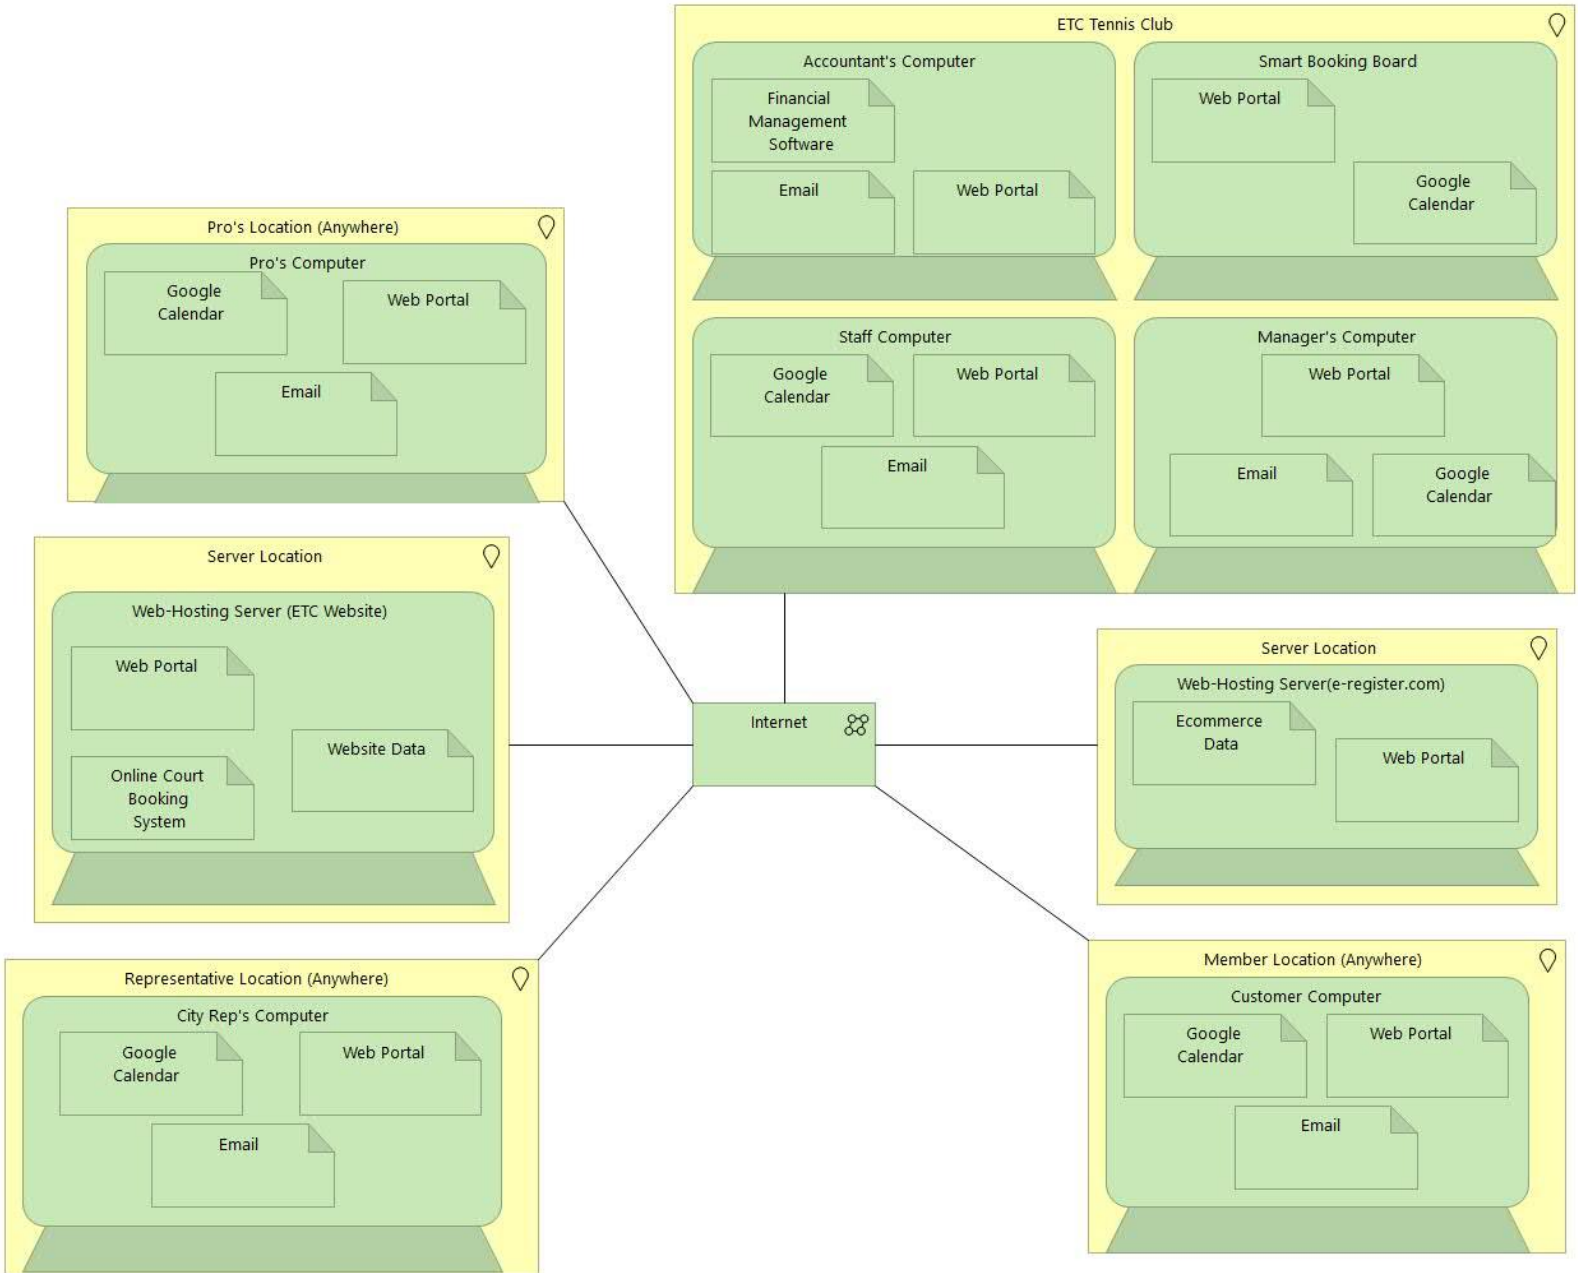 ETC Tennis Club
Accountant's Computer
Financial
Management
Software
Email
Web Portal
Smart Booking Board
Web Portal
Google
Calendar
Staff Computer
Google
Calendar
Web Portal
Email
Manager's Computer
Web Portal
Email
Google
Calendar
Pro's Location (Anywhere)
Pro's Computer
Google
Calendar
Web Portal
Email
Server Location
Web-Hosting Server (ETC Website)
Web Portal
Website Data
Online Court
Booking
System
Internet
Server Location
Web-Hosting Server(e-register.com)
Ecommerce
Data
Web Portal
Representative Location (Anywhere)
City Rep's Computer
Google
Calendar
Web Portal
Email
Member Location (Anywhere)
Customer Computer
Google
Calendar
Web Portal
Email